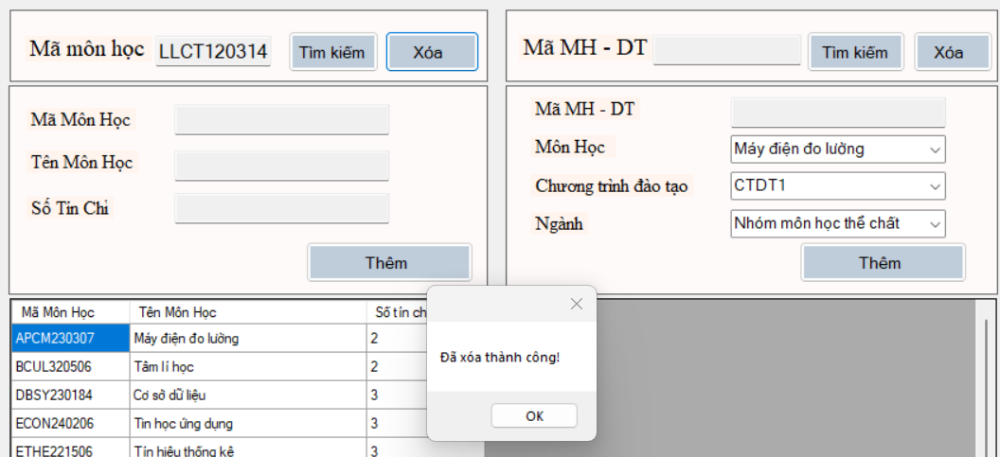 Mã môn học LLCT120314 Tìm kiếm Xóa
Mã MH - DT Tìm kiếm Xóa
Mã Môn Học
Tên Môn Học
Số Tín Chỉ
Thêm
Mã MH - DT
Môn Học Máy điện đo lường
Chương trình đào tạo CTDT1
Ngành Nhóm môn học thể chất
Thêm
Mã Môn Học Tên Môn Học Số tín ch
APCM230307 Máy điện đo lường 2
BCUL320506 Tâm lí học 2
DBSY230184 Cơ sở dữ liệu 3
ECON240206 Tin học ứng dụng 3
ETHE221506 Tín hiệu thống kê 3
Đã xóa thành công!
OK